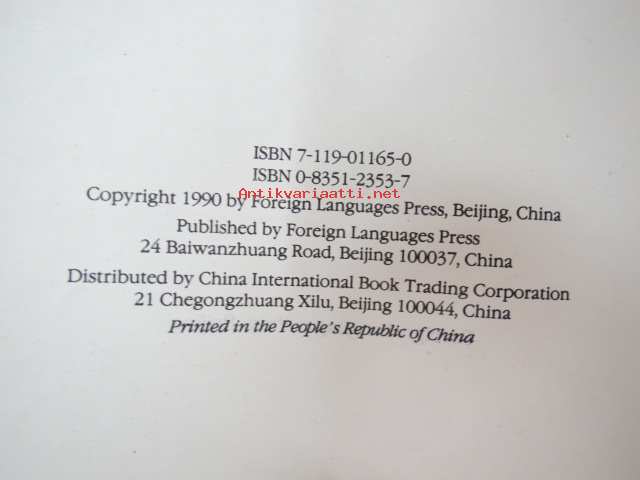 ISBN 7-119-01165-0
ISBN 0-8351-2353-7
Antikvariaatti.net
Copyright 1990 by Foreign Languages Press, Beijing, China
Published by Foreign Languages Press
24 Baiwanzhuang Road, Beijing 100037, China
Distributed by China International Book Trading Corporation
21 Chegongzhuang Xilu, Beijing 100044, China
Printed in the People's Republic of China